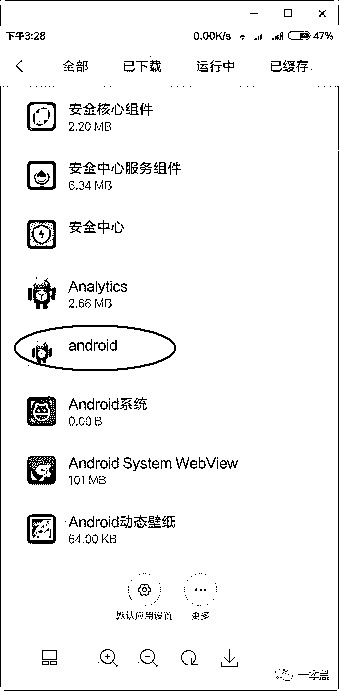 下午3:28
0.00K/s
47%
全部 已下载 运行中 已缓存
安全核心组件
2.20 MB
安全中心服务组件
6.34 MB
安全中心
Analytics
2.66 MB
android
Android系统
0.00 B
Android System WebView
101 MB
Android动态壁纸
64.00 KB
默认应用设置 更多